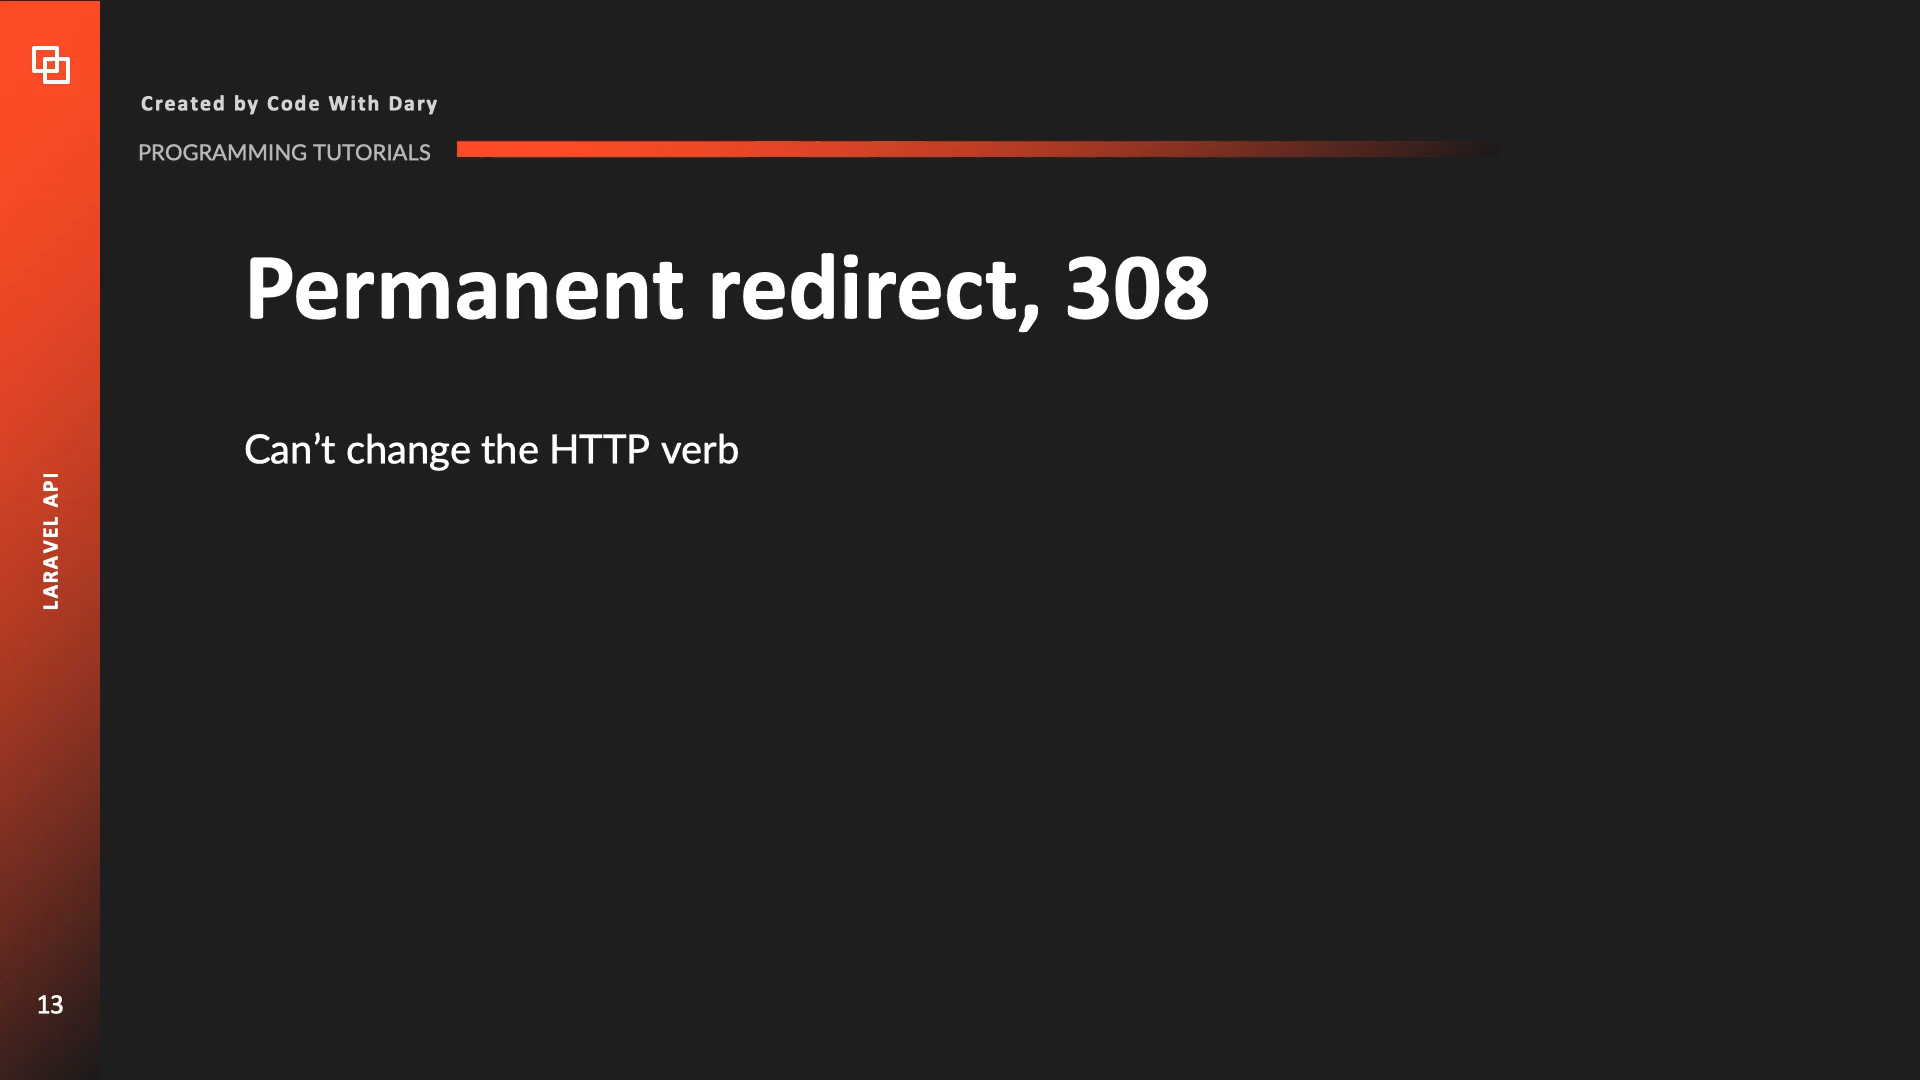 Created by Code With Dary
PROGRAMMING TUTORIALS
Permanent redirect, 308
Can’t change the HTTP verb
LARAVEL API
13